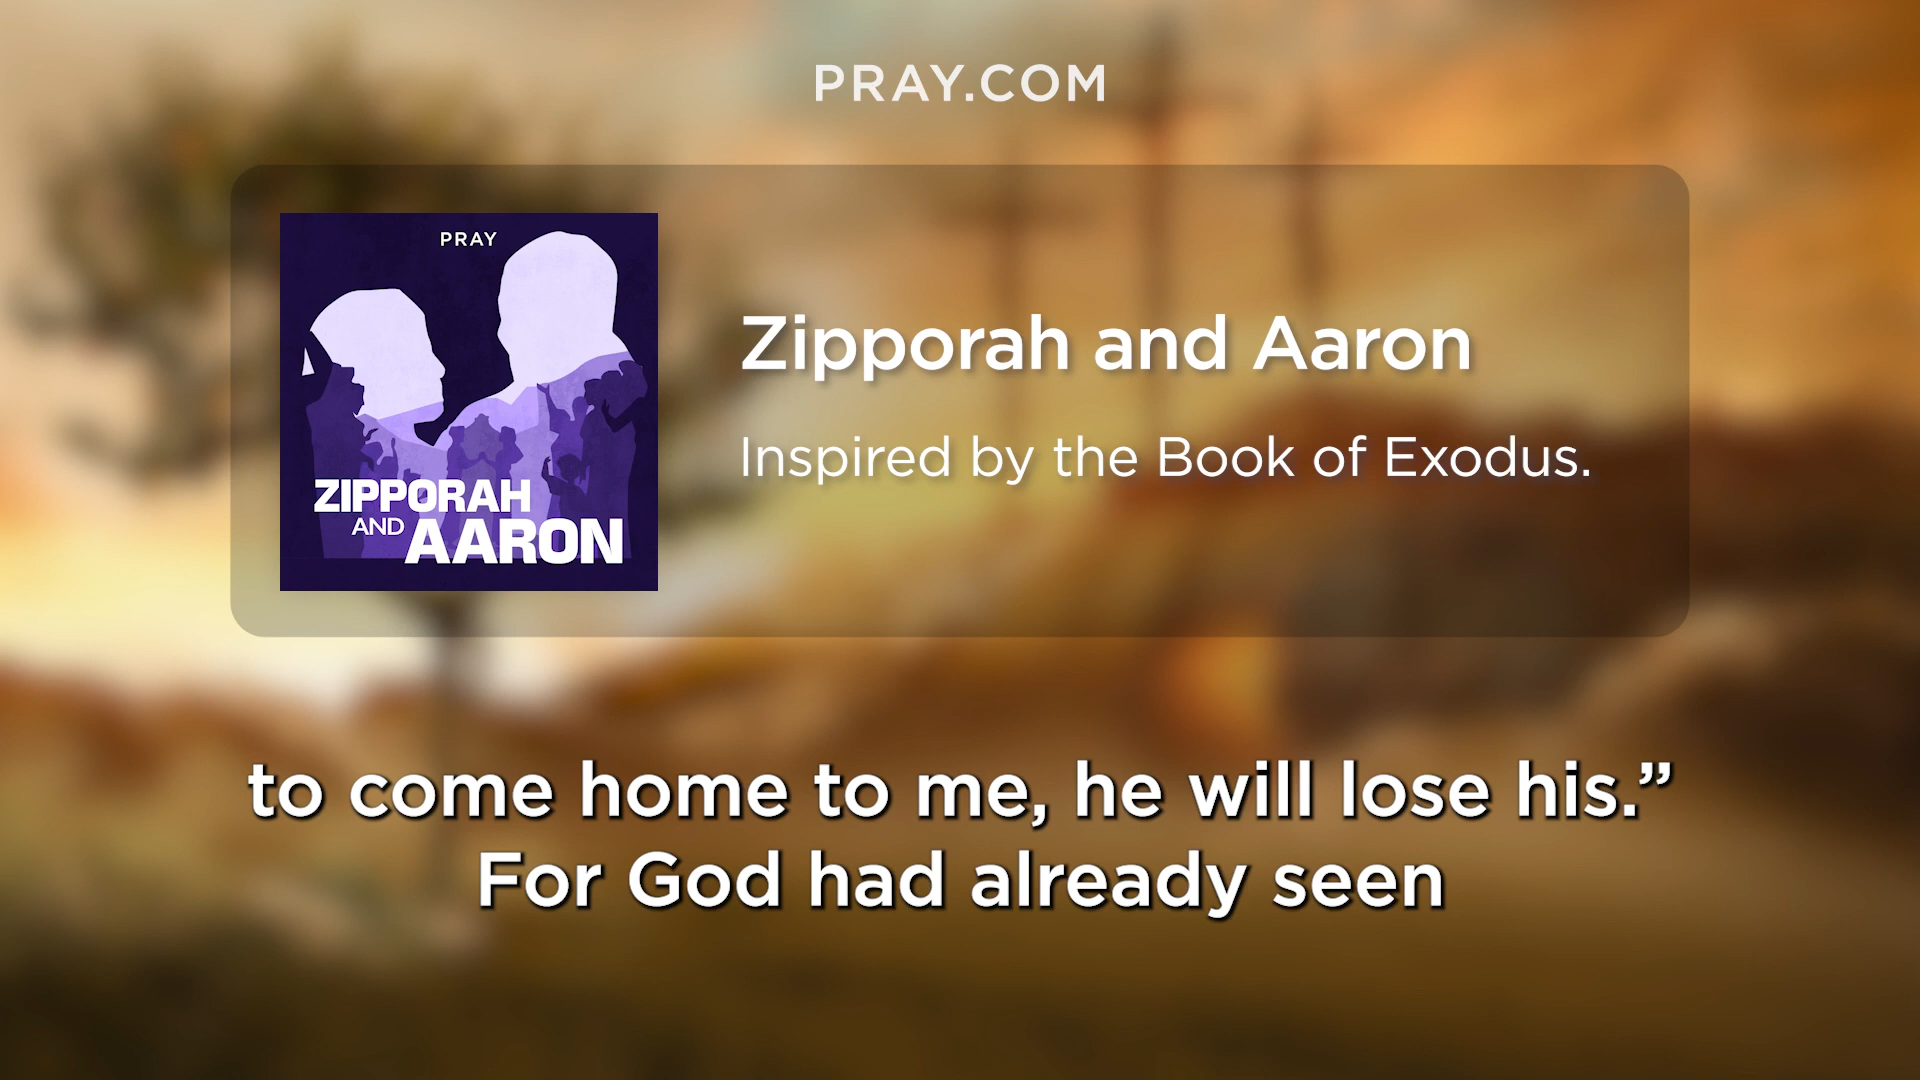 PRAY.COM
PRAY
ZIPPORAH
AND AARON
Zipporah and Aaron
Inspired by the Book of Exodus.
to come home to me, he will lose his.”
For God had already seen